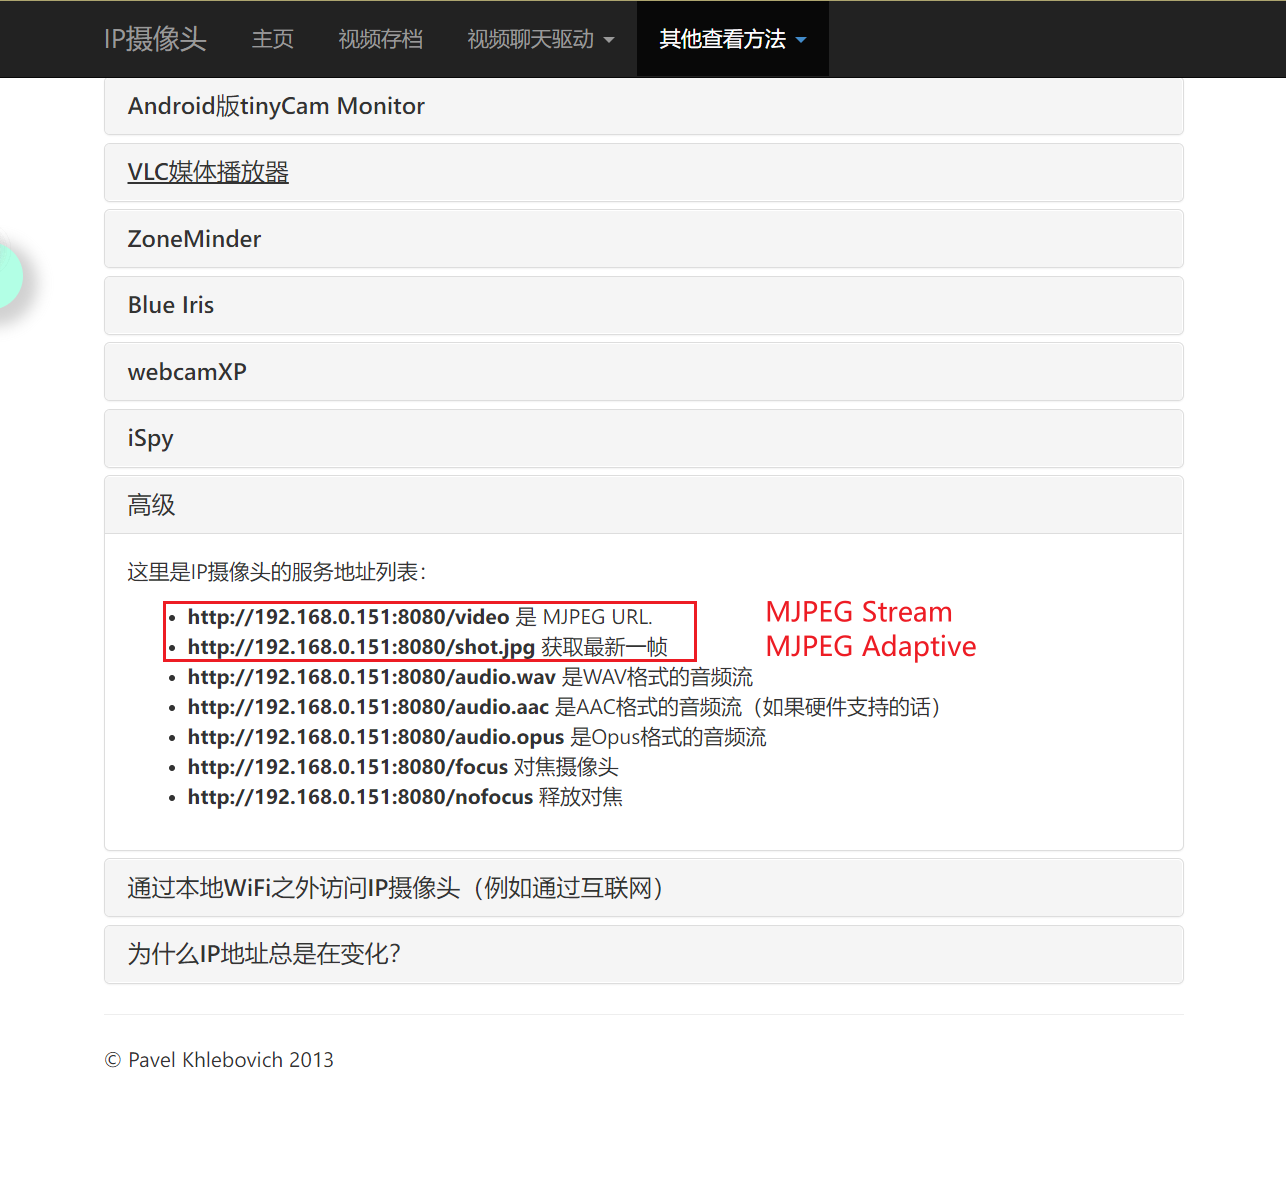 IP摄像头 主页 视频存档 视频聊天驱动 其他查看方法
Android版tinyCam Monitor
VLC媒体播放器
ZoneMinder
Blue Iris
webcamXP
iSpy
高级
这里是IP摄像头的服务地址列表：
http://192.168.0.151:8080/video 是 MJPEG URL.
MJPEG Stream
http://192.168.0.151:8080/shot.jpg 获取最新一帧
MJPEG Adaptive
http://192.168.0.151:8080/audio.wav 是WAV格式的音频流
http://192.168.0.151:8080/audio.aac 是AAC格式的音频流（如果硬件支持的话）
http://192.168.0.151:8080/audio.opus 是Opus格式的音频流
http://192.168.0.151:8080/focus 对焦摄像头
http://192.168.0.151:8080/nofocus 释放对焦
通过本地WiFi之外访问IP摄像头（例如通过互联网）
为什么IP地址总是在变化？
© Pavel Khlebovich 2013